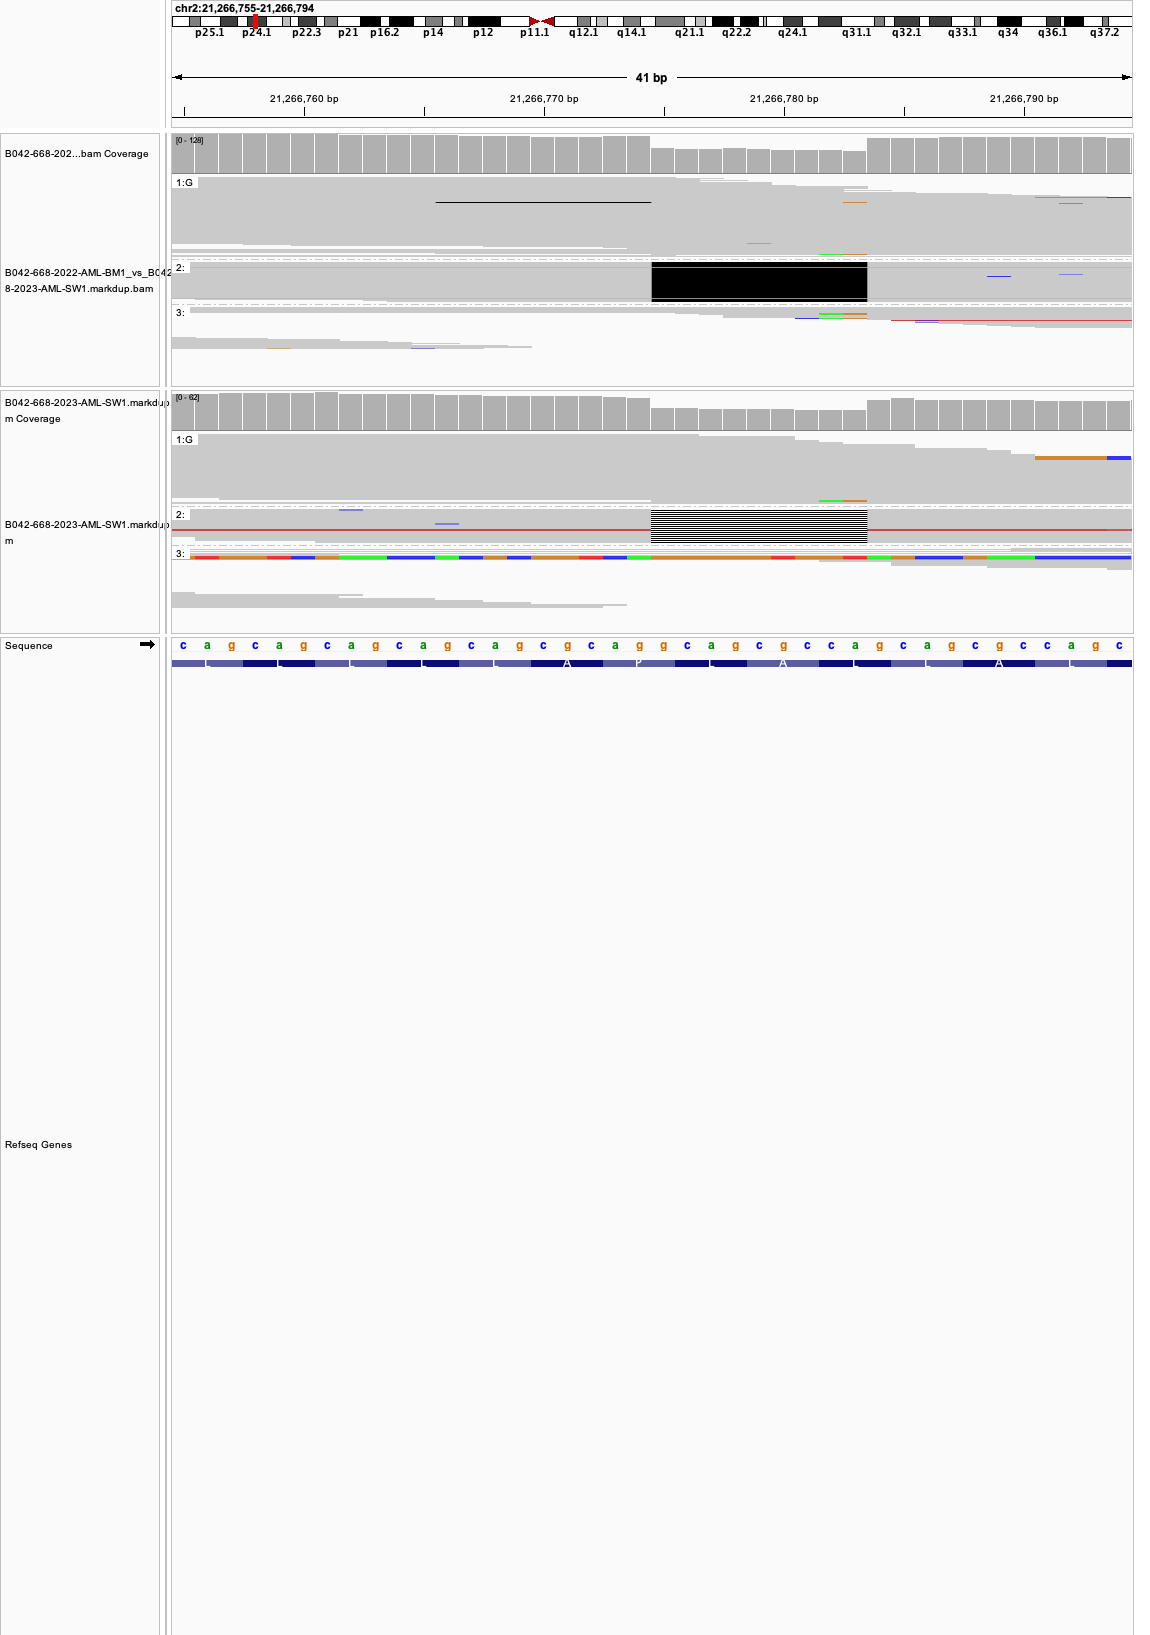 chr2:21,266,755-21,266,794
p25.1 p24.1 p22.3 p21 p16.2 p14 p12 p11.1 q12.1 q14.1 q21.1 q22.2 q24.1 q31.1 q32.1 q33.1 q34 q36.1 q37.2
41 bp
21,266,760 bp 21,266,770 bp 21,266,780 bp 21,266,790 bp
[0 - 128]
B042-668-202...bam Coverage
1:G
2:
B042-668-2022-AML-BM1_vs_B042
8-2023-AML-SW1.markdup.bam
3:
[0 - 62]
B042-668-2023-AML-SW1.markdup
m Coverage
1:G
2:
B042-668-2023-AML-SW1.markdup
m
3:
Sequence c a g c a g c a g c a g c a g c g c a g g c a g c g c c a g c a g c g c c a g c
L L L L L A P L A L L A L
Refseq Genes